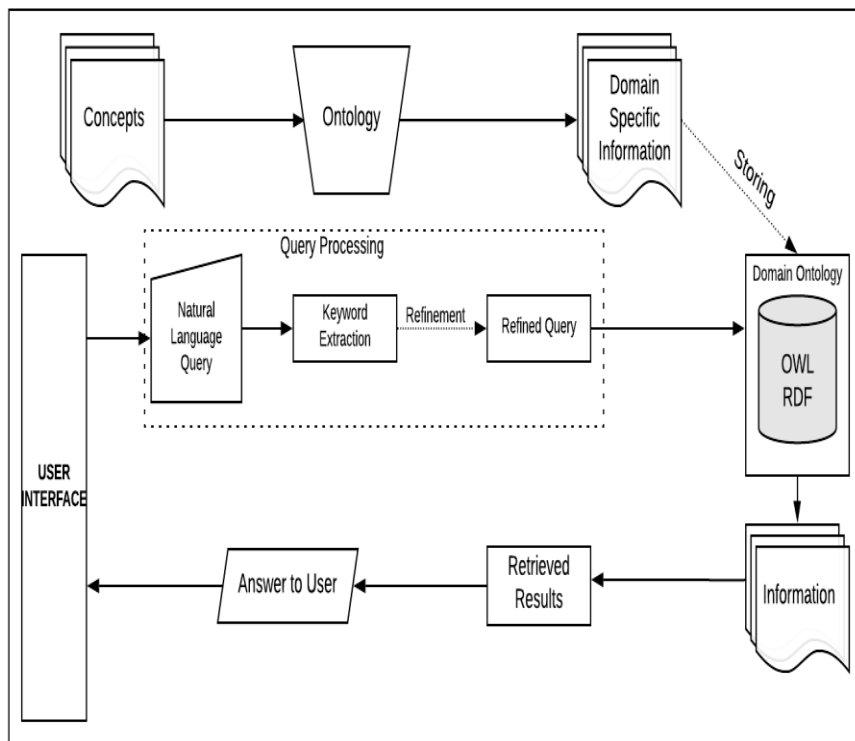 Concepts
Ontology
Domain
Specific
Information
Storing
Query Processing
Natural
Language
Query
Keyword
Extraction
Refinement
Refined Query
Domain Ontology
OWL
RDF
USER
INTERFACE
Answer to User
Retrieved
Results
Information